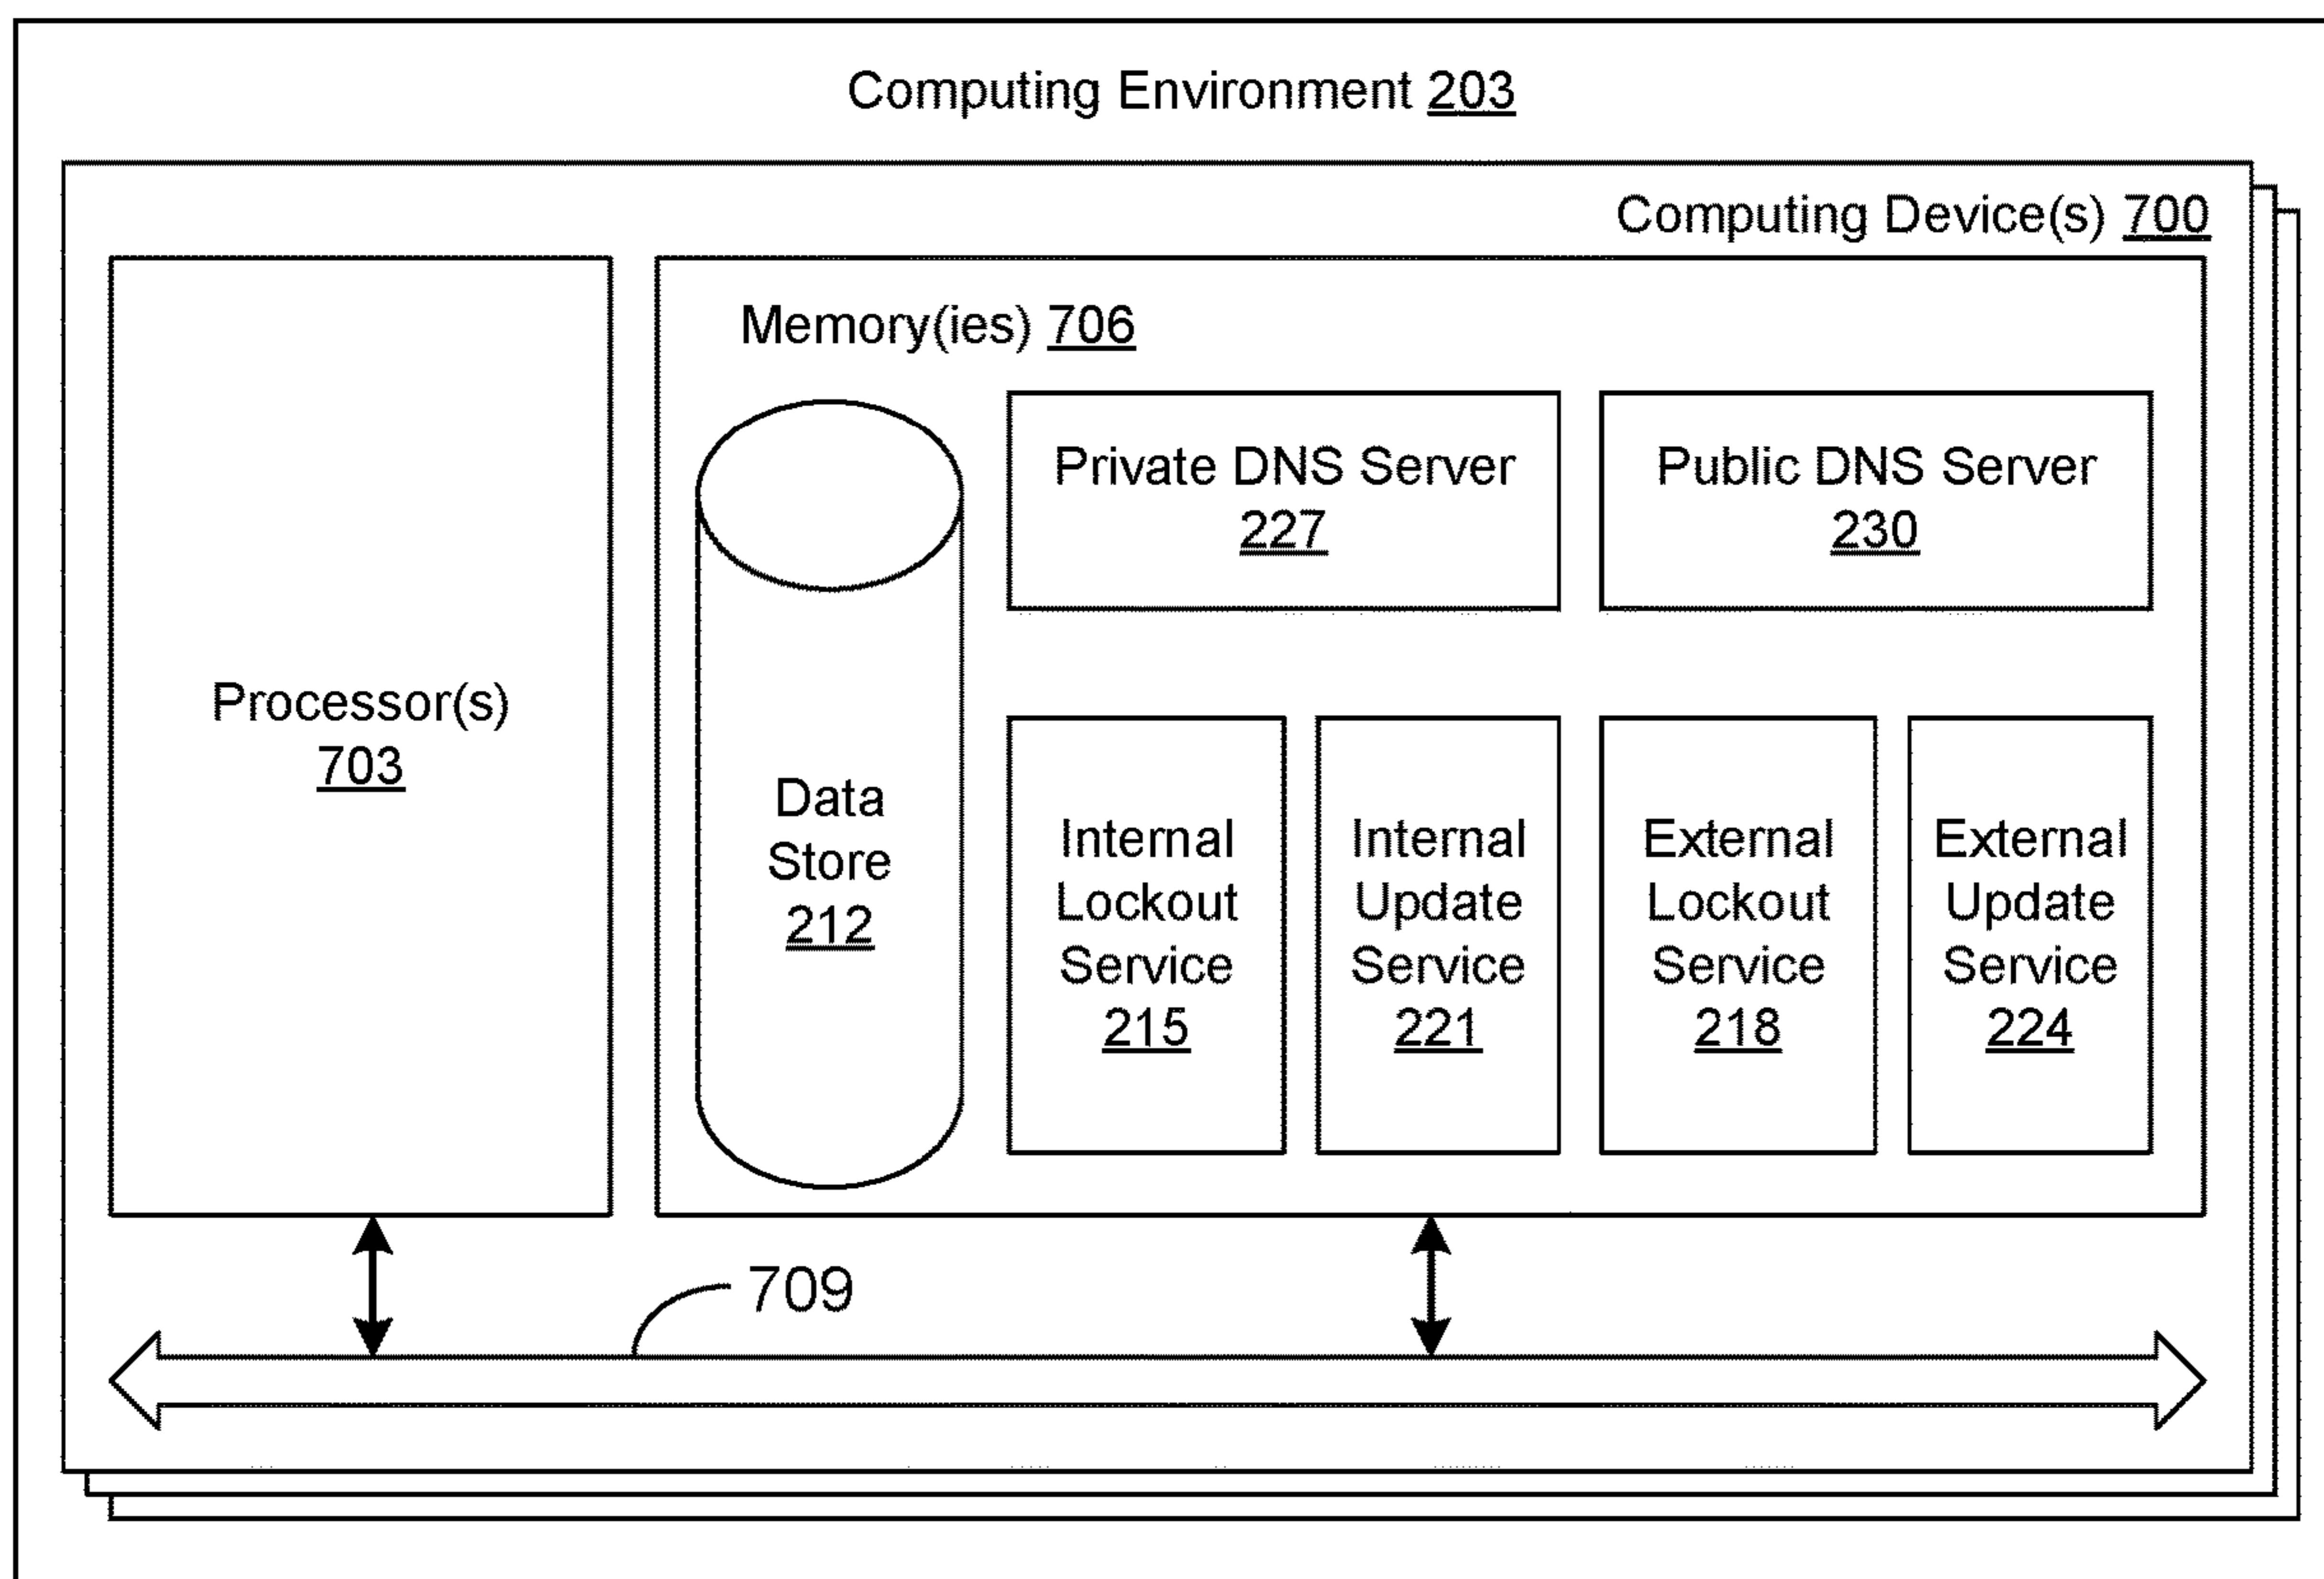 Computing Environment 203
Computing Device(s) 700
Memory(ies) 706
Private DNS Server
227
Public DNS Server
230
Processor(s)
703
Data
Store
212
Internal
Lockout
Service
215
Internal
Update
Service
221
External
Lockout
Service
218
External
Update
Service
224
709